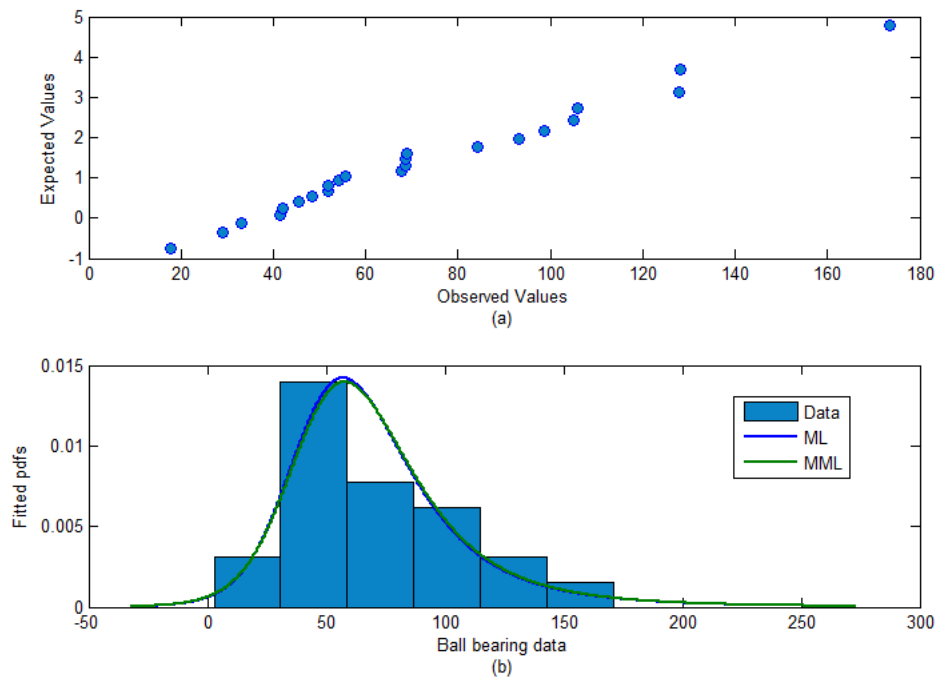 5
4
3
2
1
0
-1
Expected Values
0 20 40 60 80 100 120 140 160 180
Observed Values
(a)
0.015
0.01
0.005
0
Fitted pdfs
Data
ML
MML
-50 0 50 100 150 200 250 300
Ball bearing data
(b)